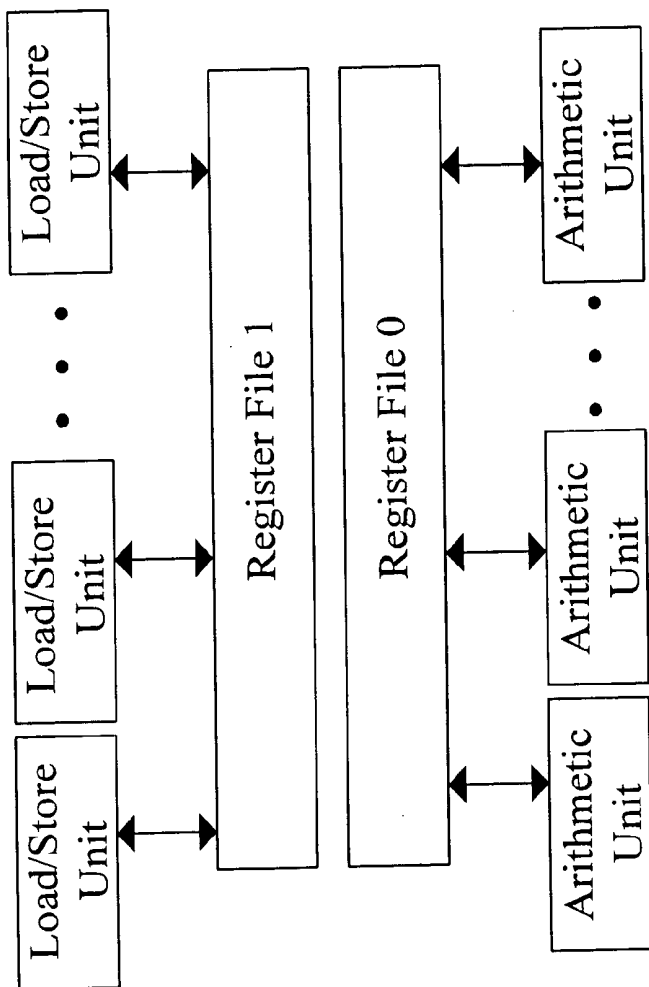 Load/Store
Unit
Load/Store
Unit
Load/Store
Unit
Register File 1
Register File 0
Arithmetic
Unit
Arithmetic
Unit
Arithmetic
Unit